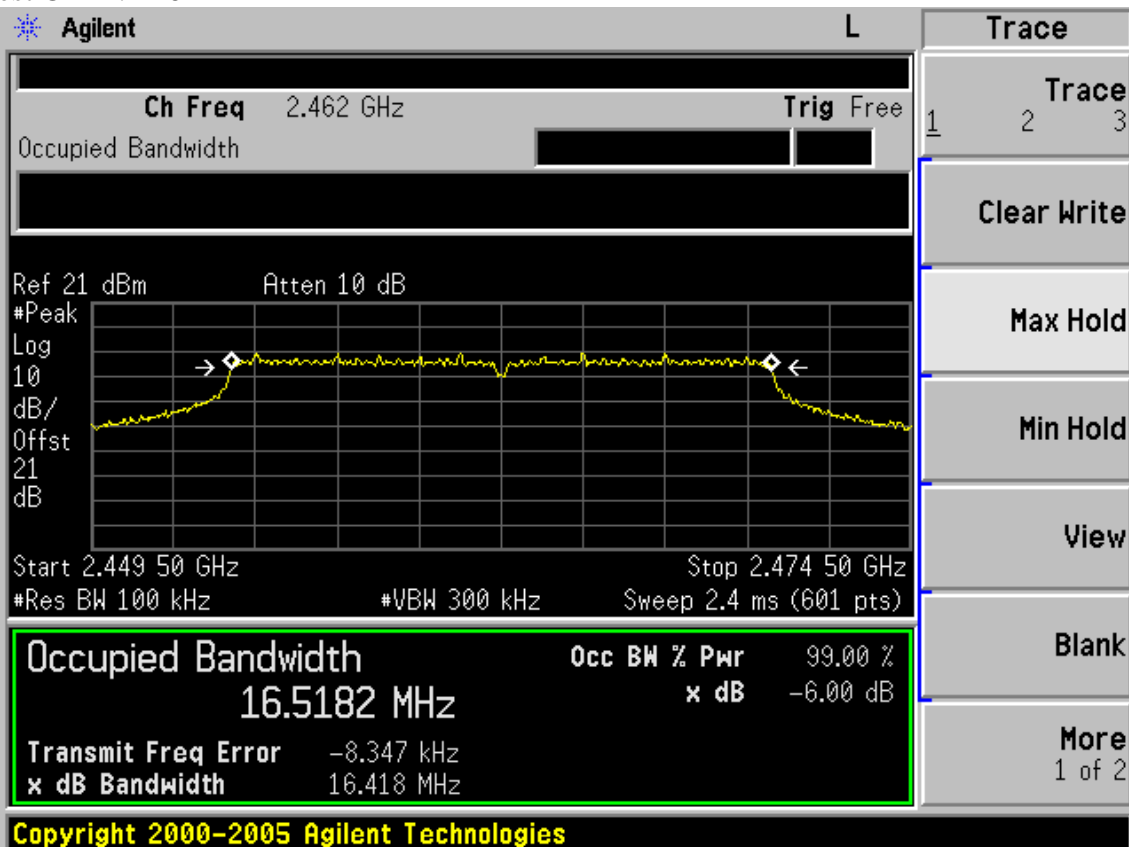 Agilent L Trace
Ch Freq 2.462 GHz Trig Free
Occupied Bandwidth
Trace
1 2 3
Clear Write
Max Hold
Min Hold
View
Blank
More
1 of 2
Ref 21 dBm Atten 10 dB
#Peak
Log
10
dB/
Offst
21
dB
Start 2.449 50 GHz Stop 2.474 50 GHz
#Res BW 100 kHz #VBW 300 kHz Sweep 2.4 ms (601 pts)
Occupied Bandwidth Occ BW % Pwr 99.00 %
16.5182 MHz x dB -6.00 dB
Transmit Freq Error -8.347 kHz
x dB Bandwidth 16.418 MHz
Copyright 2000-2005 Agilent Technologies